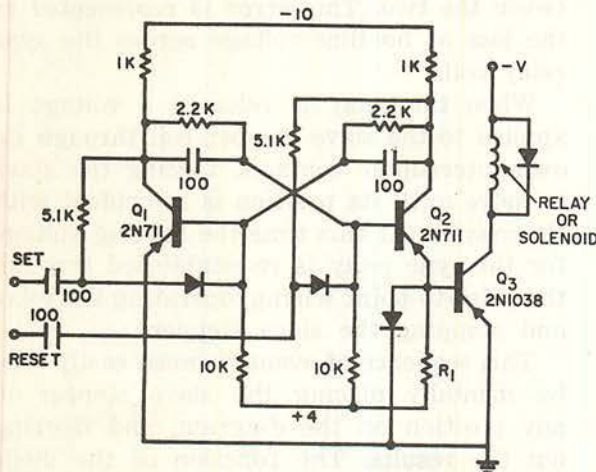 -10
1K
1K
-V
2.2K
2.2K
5.1K
100
100
5.1K
Q1
2N711
Q2
2N711
RELAY
OR
SOLENOID
Q3
2N1038
SET
100
100
RESET
10K
10K
R1
+4